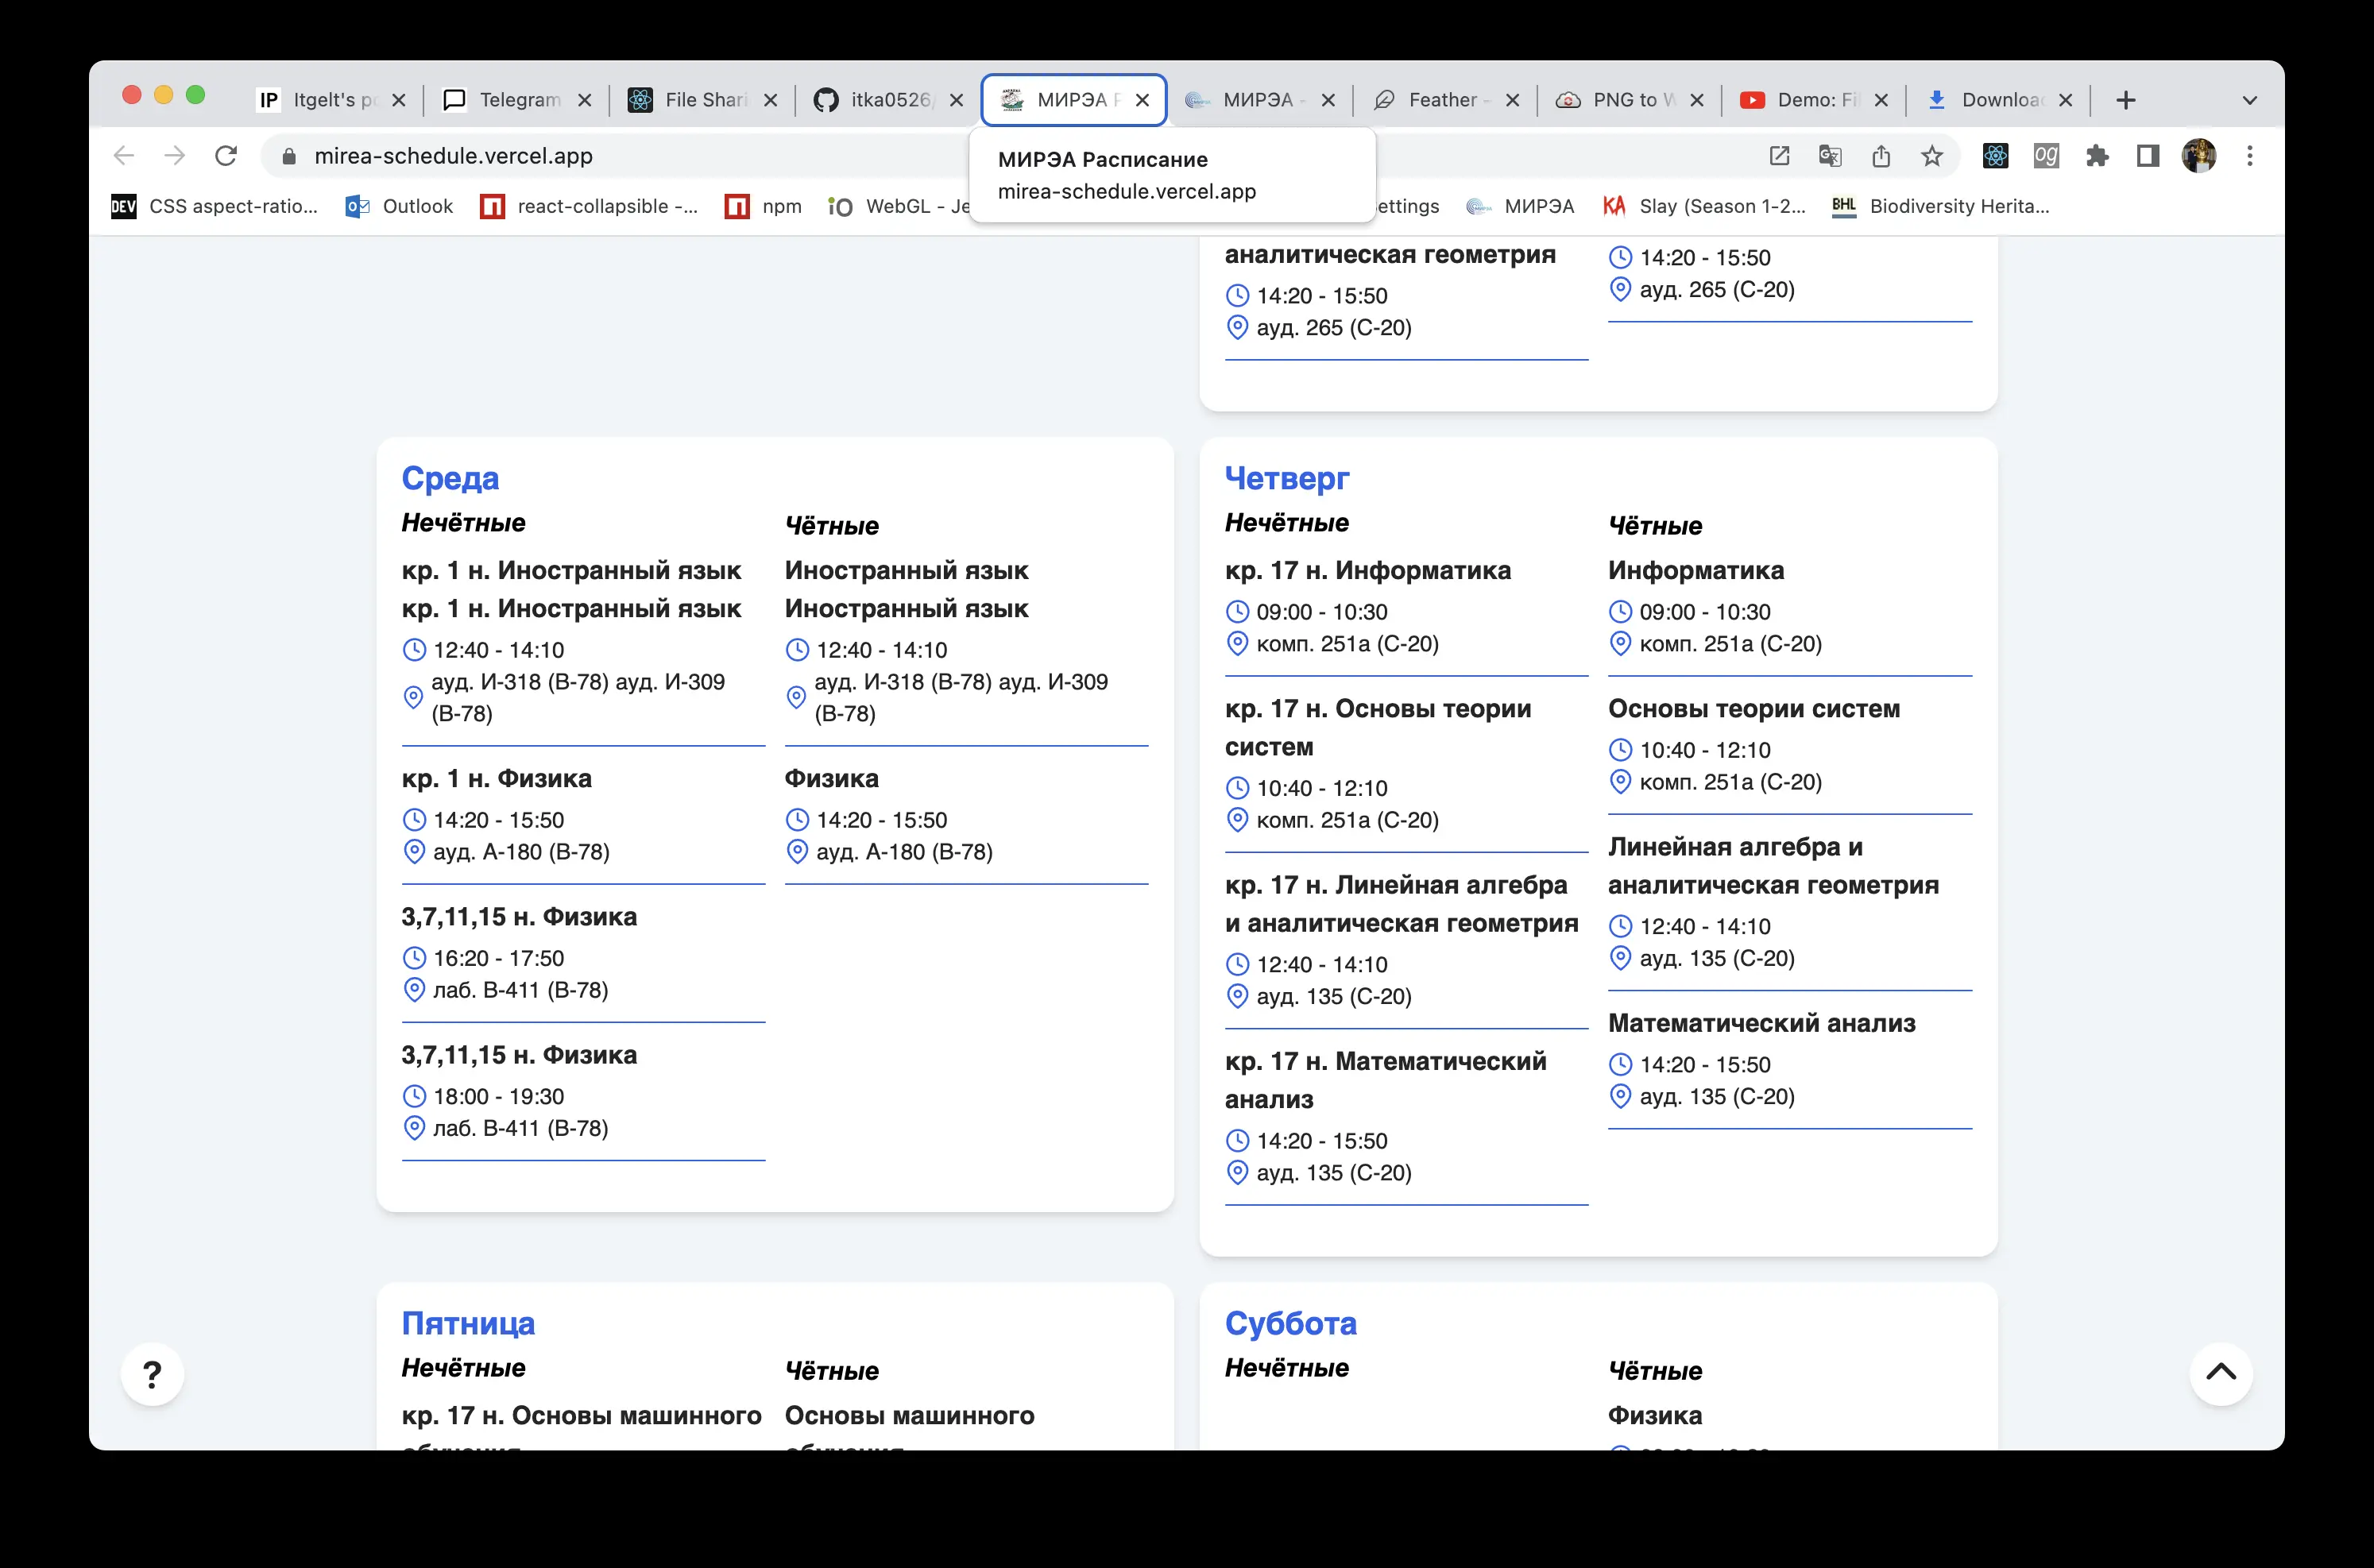 IP Itgelt's p
Telegram
File Shari
itka0526
МИРЭА Р
МИРЭА -
Feather -
PNG to W
Demo: Fi
Downloa
mirea-schedule.vercel.app
МИРЭА Расписание
mirea-schedule.vercel.app
og
DEV CSS aspect-ratio...
Outlook
react-collapsible -...
npm
iO WebGL - Je
ettings
МИРЭА
KA Slay (Season 1-2...
BHL Biodiversity Herita...
аналитическая геометрия
14:20 - 15:50
ауд. 265 (С-20)
14:20 - 15:50
ауд. 265 (С-20)
Среда
Нечётные
кр. 1 н. Иностранный язык
кр. 1 н. Иностранный язык
12:40 - 14:10
ауд. И-318 (В-78) ауд. И-309
(В-78)
кр. 1 н. Физика
14:20 - 15:50
ауд. А-180 (В-78)
3,7,11,15 н. Физика
16:20 - 17:50
лаб. В-411 (В-78)
3,7,11,15 н. Физика
18:00 - 19:30
лаб. В-411 (В-78)
Чётные
Иностранный язык
Иностранный язык
12:40 - 14:10
ауд. И-318 (В-78) ауд. И-309
(В-78)
Физика
14:20 - 15:50
ауд. А-180 (В-78)
Четверг
Нечётные
кр. 17 н. Информатика
09:00 - 10:30
комп. 251а (С-20)
кр. 17 н. Основы теории
систем
10:40 - 12:10
комп. 251а (С-20)
кр. 17 н. Линейная алгебра
и аналитическая геометрия
12:40 - 14:10
ауд. 135 (С-20)
кр. 17 н. Математический
анализ
14:20 - 15:50
ауд. 135 (С-20)
Чётные
Информатика
09:00 - 10:30
комп. 251а (С-20)
Основы теории систем
10:40 - 12:10
комп. 251а (С-20)
Линейная алгебра и
аналитическая геометрия
12:40 - 14:10
ауд. 135 (С-20)
Математический анализ
14:20 - 15:50
ауд. 135 (С-20)
Пятница
Нечётные
кр. 17 н. Основы машинного
Чётные
Основы машинного
Суббота
Нечётные
Чётные
Физика
?